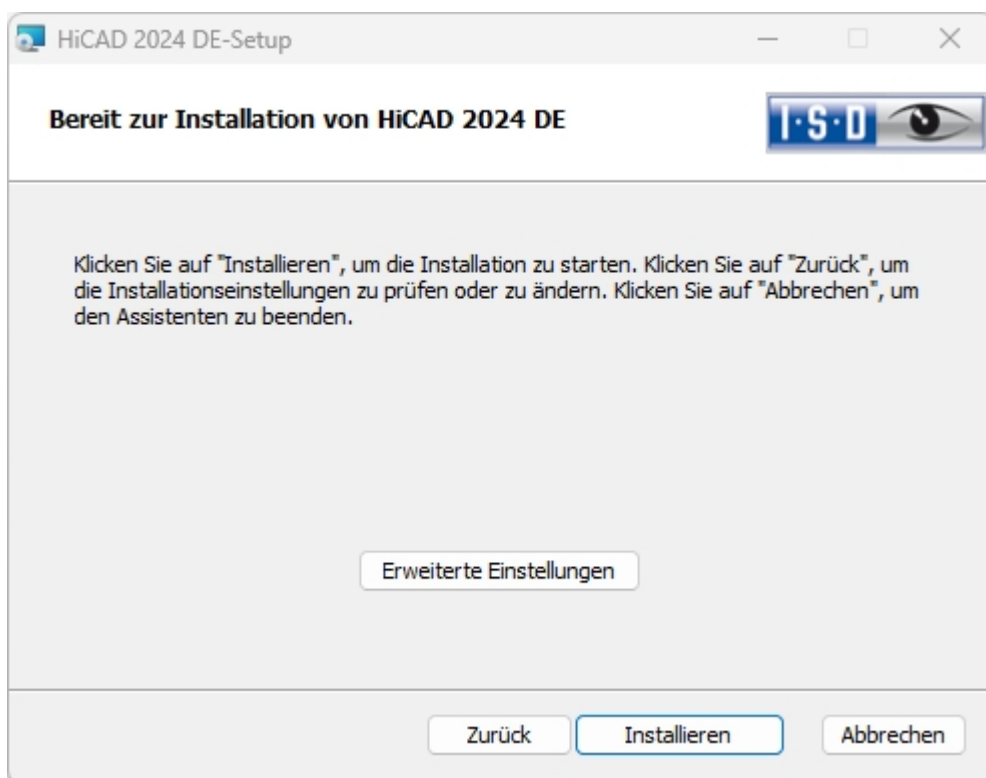 HiCAD 2024 DE-Setup
Bereit zur Installation von HiCAD 2024 DE
I·S·D
Klicken Sie auf "Installieren", um die Installation zu starten. Klicken Sie auf "Zurück", um
die Installationseinstellungen zu prüfen oder zu ändern. Klicken Sie auf "Abbrechen", um
den Assistenten zu beenden.
Erweiterte Einstellungen
Zurück
Installieren
Abbrechen